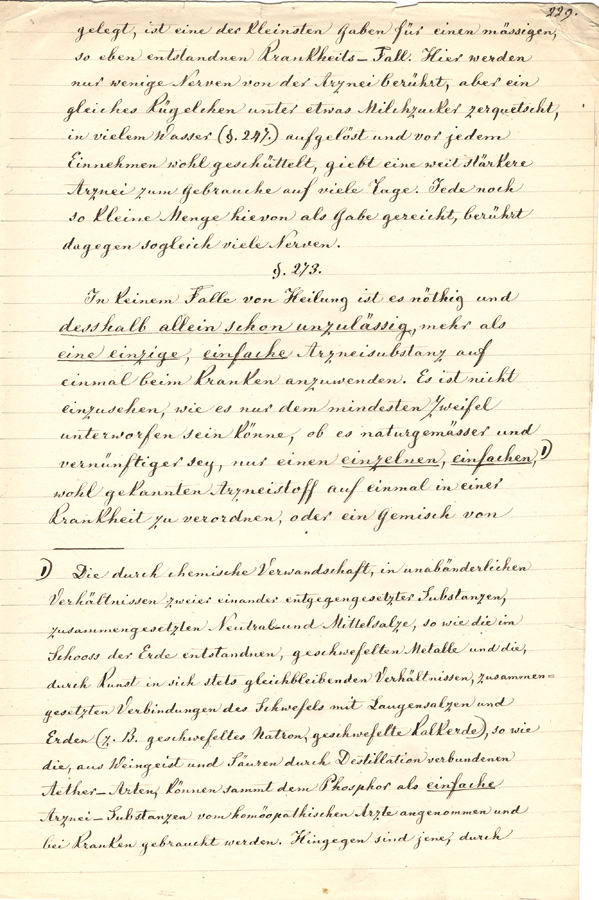 229.
gelegt, ist eine der kleinsten Gaben für einen mässigen,
so eben entstandnen Krankheits-Fall. Hier werden
nur wenige Nerven von der Arznei berührt, aber ein
gleiches Kügelchen unter etwas Milchzucker zerquetscht,
in vielem Wasser (§. 247.) aufgelöst und vor jedem
Einnehmen wohl geschüttelt, giebt eine weit stärkere
Arznei zum Gebrauche auf viele Tage. Jede noch
so kleine Menge hievon als Gabe gereicht, berührt
dagegen sogleich viele Nerven.
§. 273.
In keinem Falle von Heilung ist es nöthig und
desshalb allein schon unzulässig, mehr als
eine einzige, einfache Arzneisubstanz auf
einmal beim Kranken anzuwenden. Es ist nicht
einzusehen, wie es nur dem mindesten Zweifel
unterworfen sein könne, ob es naturgemässer und
vernünftiger sey, nur einen einzelnen, einfachen, 1)
wohl gekannten Arzneistoff auf einmal in einer
Krankheit zu verordnen, oder ein Gemisch von
1) Die durch chemische Verwandschaft, in unabänderlichen
Verhältnissen zweier einander entgegengesetzter Substanzen,
zusammengesetzten Neutral- und Mittelsalze, so wie die im
Schooss der Erde entstandnen, geschwefelten Metalle und die,
durch Kunst in sich stets gleichbleibenden Verhältnissen, zusammen=
gesetzten Verbindungen des Schwefels mit Laugensalzen und
Erden (z. B. geschwefeltes Natron, geschwefelte Kalkerde), so wie
die, aus Weingeist und Säuren durch Destillation verbundenen
Aether-Arten, können sammt dem Phosphor als einfache
Arznei-Substanzen vom homöopathischen Arzte angenommen und
bei Kranken gebraucht werden. Hingegen sind jene, durch